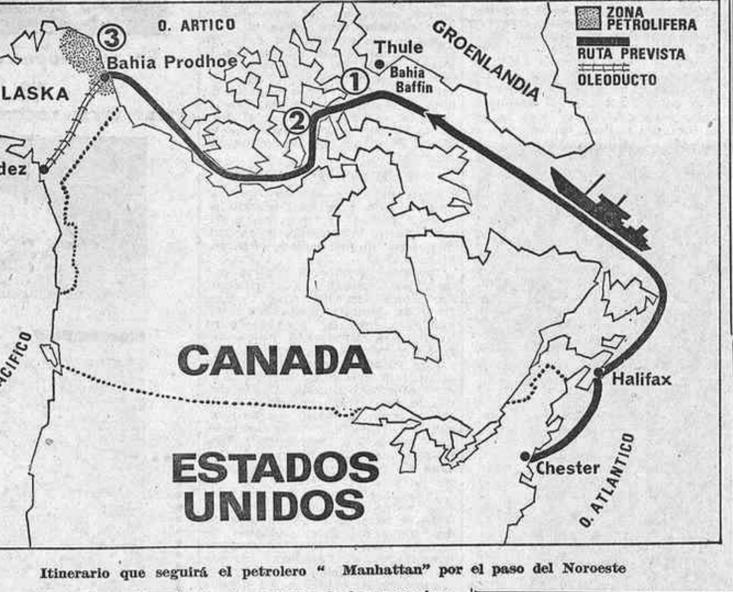 ZONA
PETROLIFERA
RUTA PREVISTA
OLEODUCTO
O. ARTICO
GROENLANDIA
3
Bahia Prodhoe
Thule
Bahia
Baffin
1
2
LASKA
dez
ACIFICO
CANADA
Halifax
ESTADOS
UNIDOS
Chester
O. ATLANTICO
Itinerario que seguirá el petrolero “ Manhattan” por el paso del Noroeste